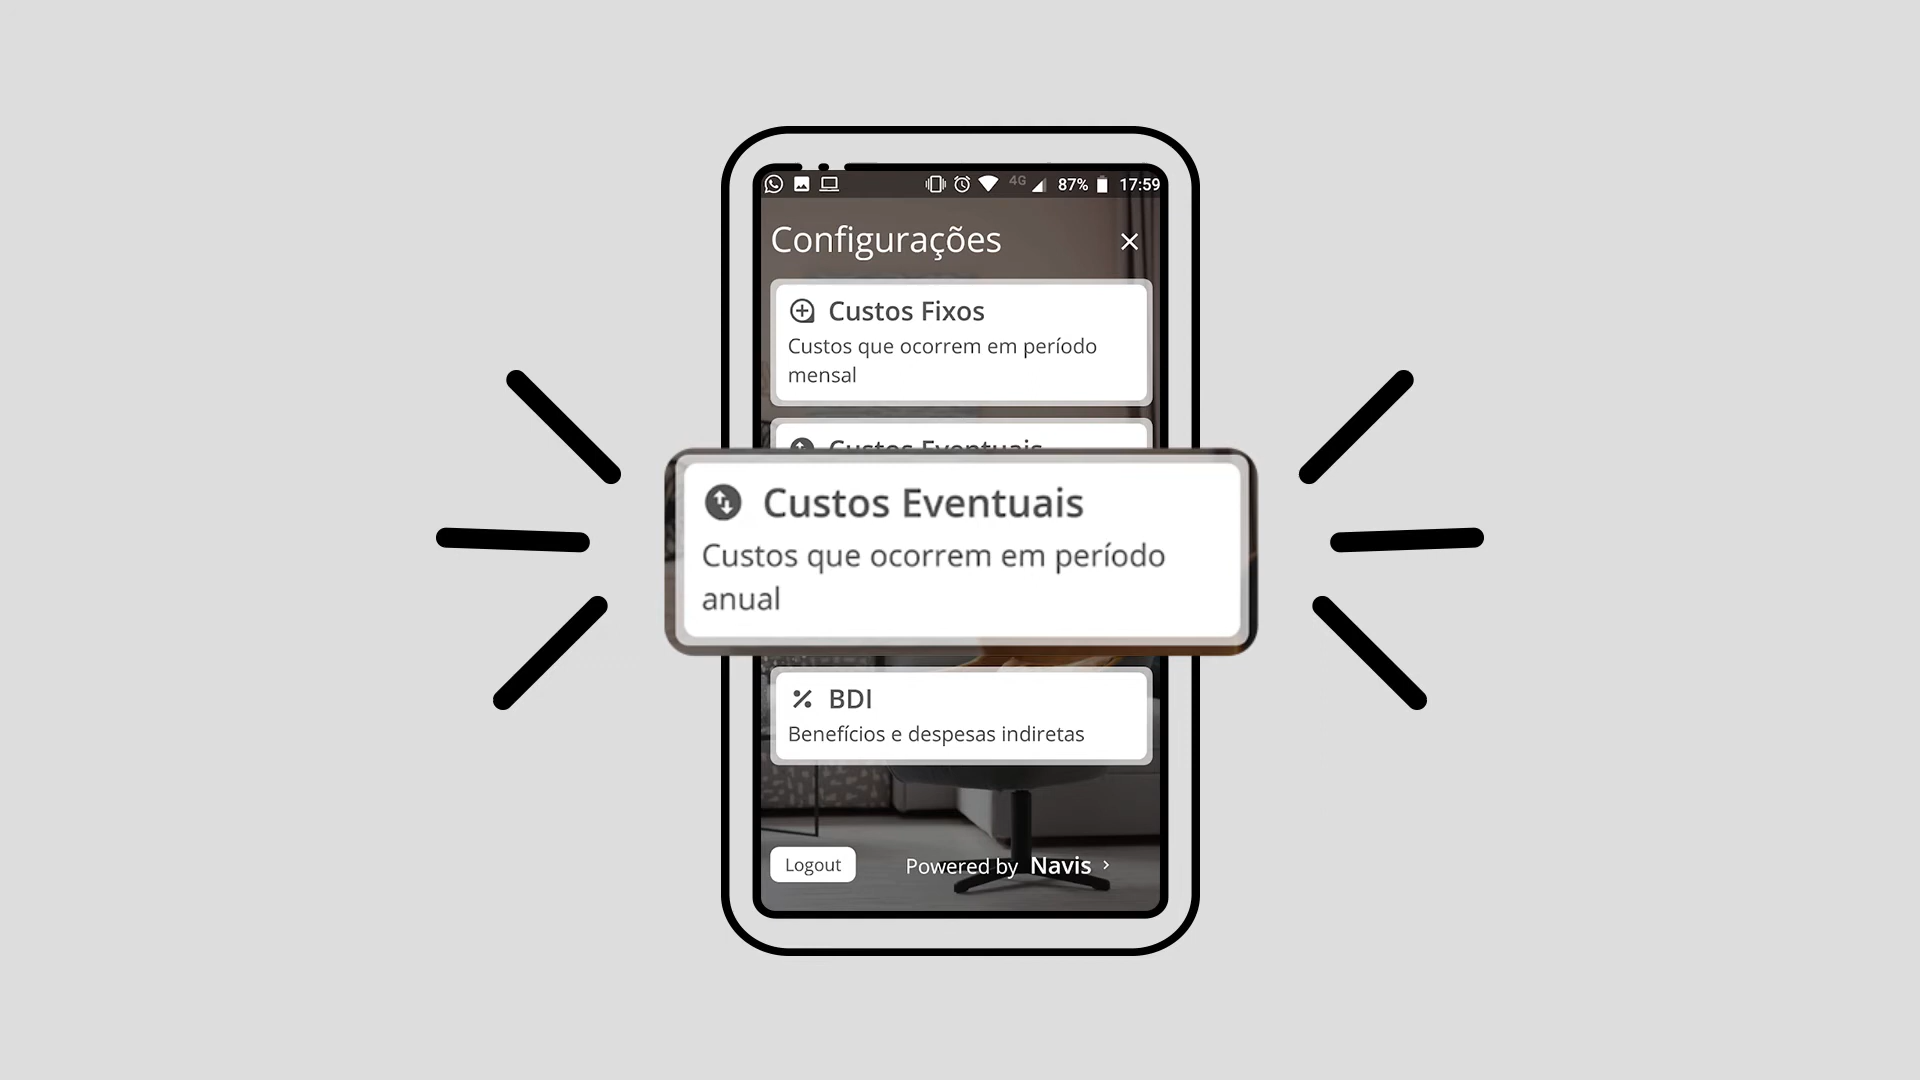 4G 87% 17:59
Configurações
Custos Fixos
Custos que ocorrem em período
mensal
Custos Eventuais
Custos Eventuais
Custos que ocorrem em período
anual
BDI
Benefícios e despesas indiretas
Logout
Powered by Navis